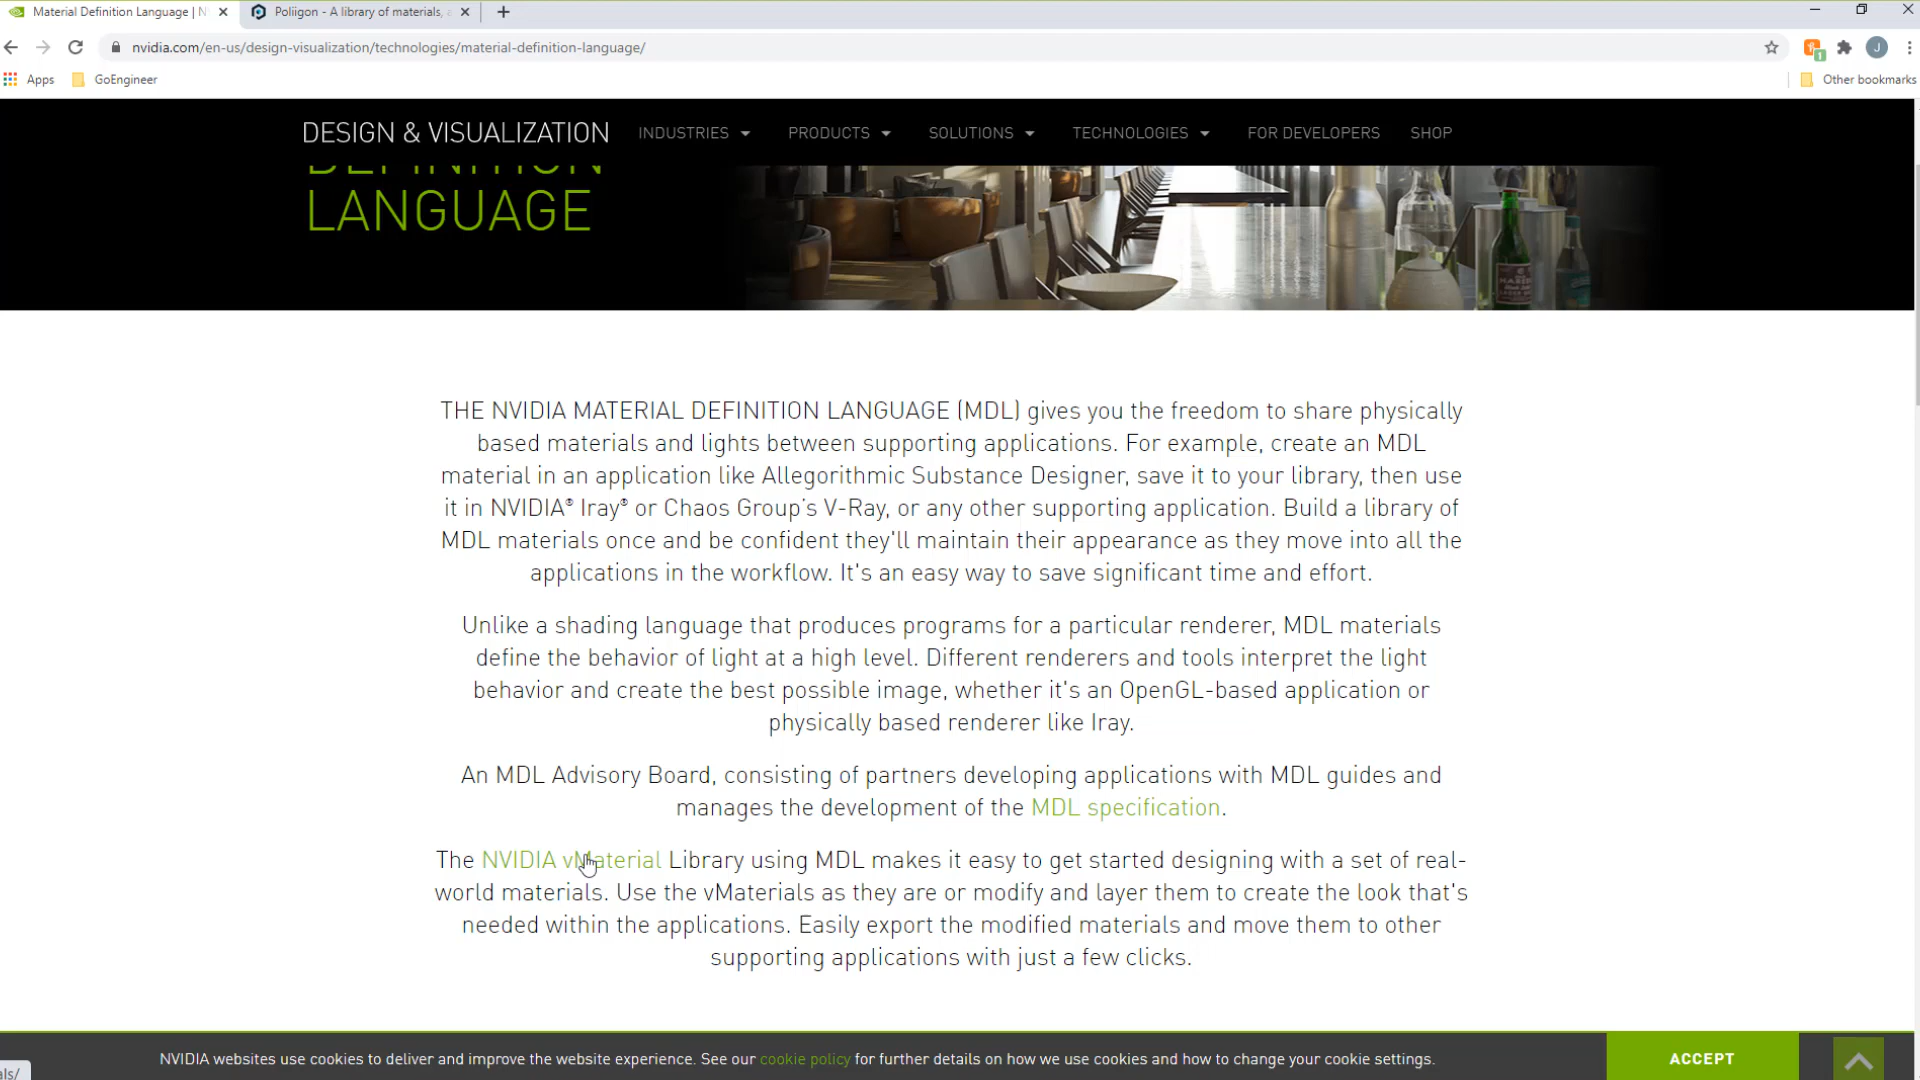 Material Definition Language | N
Poliigon - A library of materials,
nvidia.com/en-us/design-visualization/technologies/material-definition-language/
J
Apps
GoEngineer
Other bookmarks
DESIGN & VISUALIZATION
INDUSTRIES
PRODUCTS
SOLUTIONS
TECHNOLOGIES
FOR DEVELOPERS
SHOP
DEFINITION
LANGUAGE
THE NVIDIA MATERIAL DEFINITION LANGUAGE (MDL) gives you the freedom to share physically
based materials and lights between supporting applications. For example, create an MDL
material in an application like Allegorithmic Substance Designer, save it to your library, then use
it in NVIDIA® Iray® or Chaos Group's V-Ray, or any other supporting application. Build a library of
MDL materials once and be confident they'll maintain their appearance as they move into all the
applications in the workflow. It's an easy way to save significant time and effort.
Unlike a shading language that produces programs for a particular renderer, MDL materials
define the behavior of light at a high level. Different renderers and tools interpret the light
behavior and create the best possible image, whether it's an OpenGL-based application or
physically based renderer like Iray.
An MDL Advisory Board, consisting of partners developing applications with MDL guides and
manages the development of the MDL specification.
The NVIDIA vMaterial Library using MDL makes it easy to get started designing with a set of real-
world materials. Use the vMaterials as they are or modify and layer them to create the look that's
needed within the applications. Easily export the modified materials and move them to other
supporting applications with just a few clicks.
NVIDIA websites use cookies to deliver and improve the website experience. See our cookie policy for further details on how we use cookies and how to change your cookie settings.
ACCEPT
als/